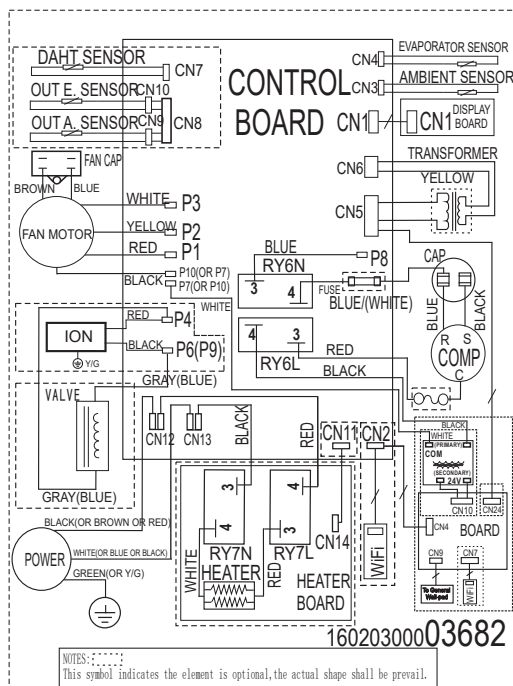 DAHT SENSOR
CN7
OUT E. SENSOR
CN10
OUT A. SENSOR
CN9
CN8
CONTROL
BOARD
EVAPORATOR SENSOR
CN4
AMBIENT SENSOR
CN3
CN1
CN1
DISPLAY
BOARD
TRANSFORMER
CN6
YELLOW
CN5
FAN CAP
BROWN
BLUE
WHITE
P3
YELLOW
P2
FAN MOTOR
RED
P1
P10(OR P7)
BLACK
P7(OR P10)
BLUE
P8
RY6N
3
4
FUSE
BLUE/(WHITE)
CAP
BLUE
BLACK
R S
COMP
C
4
3
RY6L
RED
BLACK
WHITE
ION
RED
P4
BLACK
P6(P9)
Y/G
GRAY(BLUE)
VALVE
GRAY(BLUE)
CN12
CN13
BLACK
RED
CN11
CN2
BLACK
WHITE
(PRIMARY)
COM
(SECONDARY)
24V
CN10
CN24
CN4
BOARD
CN9
CN7
To General
Wall-pad
WiFi
3
4
RY7N
4
3
RY7L
CN14
WiFi
WHITE
HEATER
RED
HEATER
BOARD
BLACK(OR BROWN OR RED)
POWER
WHITE(OR BLUE OR BLACK)
GREEN(OR Y/G)
16020300003682
NOTES:
This symbol indicates the element is optional,the actual shape shall be prevail.